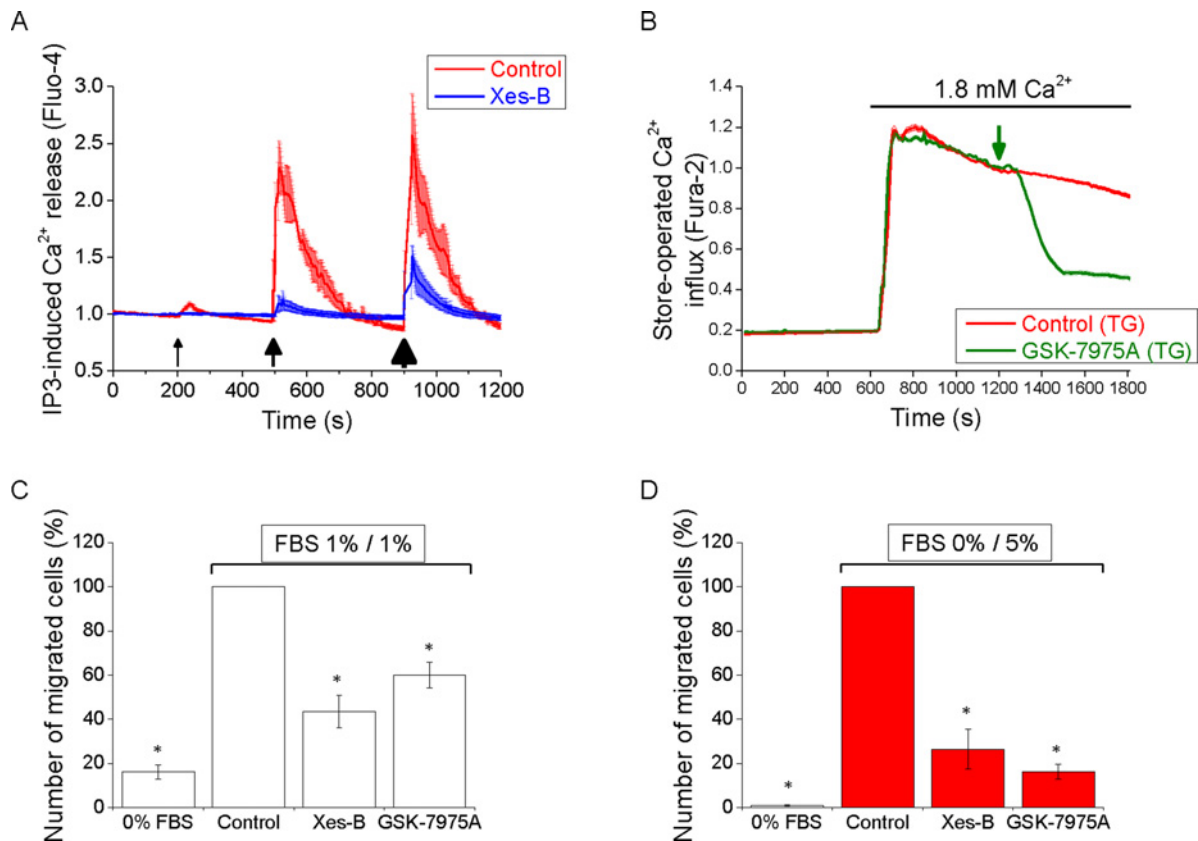 A
IP3-induced Ca²⁺ release (Fluo-4)
3.0
2.5
2.0
1.5
1.0
0.5
Control
Xes-B
0 200 400 600 800 1000 1200
Time (s)
B
Store-operated Ca²⁺
influx (Fura-2)
1.8 mM Ca²⁺
1.4
1.2
1.0
0.8
0.6
0.4
0.2
0.0
Control (TG)
GSK-7975A (TG)
0 200 400 600 800 1000 1200 1400 1600 1800
Time (s)
C
Number of migrated cells (%)
FBS 1% / 1%
120
100
80
60
40
20
0
* * *
0% FBS Control Xes-B GSK-7975A
D
Number of migrated cells (%)
FBS 0% / 5%
120
100
80
60
40
20
0
* * *
0% FBS Control Xes-B GSK-7975A